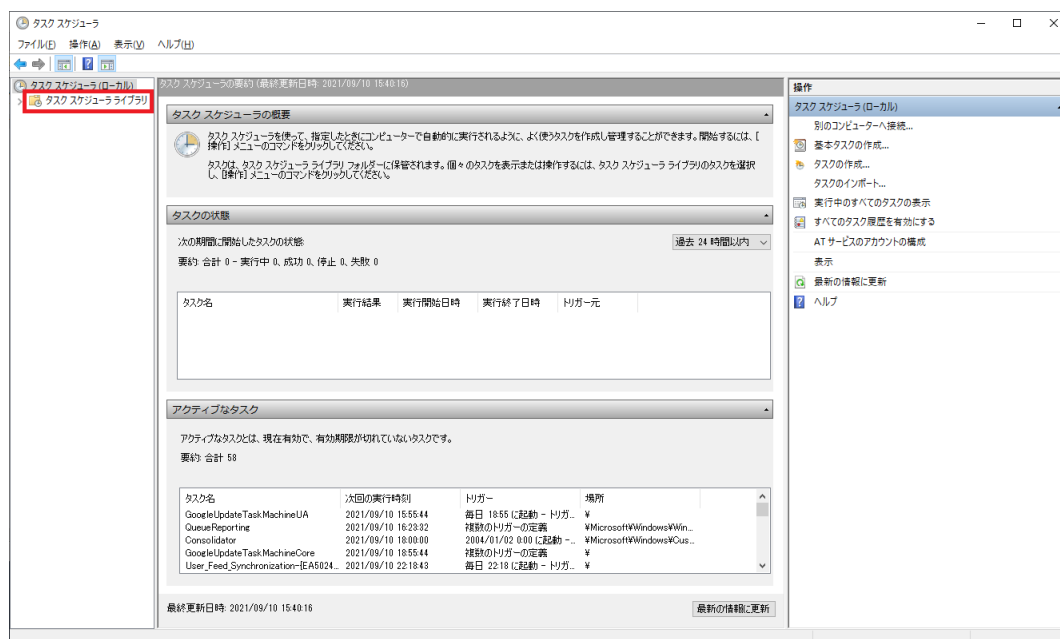 タスク スケジューラ
ファイル(F) 操作(A) 表示(V) ヘルプ(H)
タスク スケジューラ (ローカル)
タスク スケジューラ ライブラリ
タスク スケジューラの要約 (最終更新日時: 2021/09/10 15:40:16)
タスク スケジューラの概要
タスク スケジューラを使って、指定したときにコンピューターで自動的に実行されるように、よく使うタスクを作成し管理することができます。開始するには、[
操作] メニューのコマンドをクリックしてください。
タスクは、タスク スケジューラ ライブラリ フォルダーに保管されます。個々のタスクを表示または操作するには、タスク スケジューラ ライブラリのタスクを選択
し、[操作] メニューのコマンドをクリックしてください。
タスクの状態
次の期間に開始したタスクの状態:
過去 24 時間以内
要約: 合計 0 - 実行中 0、成功 0、停止 0、失敗 0
タスク名 実行結果 実行開始日時 実行終了日時 トリガー元
アクティブなタスク
アクティブなタスクとは、現在有効で、有効期限が切れていないタスクです。
要約: 合計 58
タスク名 次回の実行時刻 トリガー 場所
GoogleUpdateTaskMachineUA 2021/09/10 15:55:44 毎日 18:55 に起動 - トリガ... ¥
QueueReporting 2021/09/10 16:23:32 複数のトリガーの定義 ¥Microsoft¥Windows¥Win...
Consolidator 2021/09/10 18:00:00 2004/01/02 0:00 に起動 -... ¥Microsoft¥Windows¥Cus...
GoogleUpdateTaskMachineCore 2021/09/10 18:55:44 複数のトリガーの定義 ¥
User_Feed_Synchronization-{EA5024... 2021/09/10 22:18:43 毎日 22:18 に起動 - トリガ... ¥
最終更新日時: 2021/09/10 15:40:16
最新の情報に更新
操作
タスク スケジューラ (ローカル)
別のコンピューターへ接続...
基本タスクの作成...
タスクの作成...
タスクのインポート...
実行中のすべてのタスクの表示
すべてのタスク履歴を有効にする
AT サービスのアカウントの構成
表示
最新の情報に更新
ヘルプ